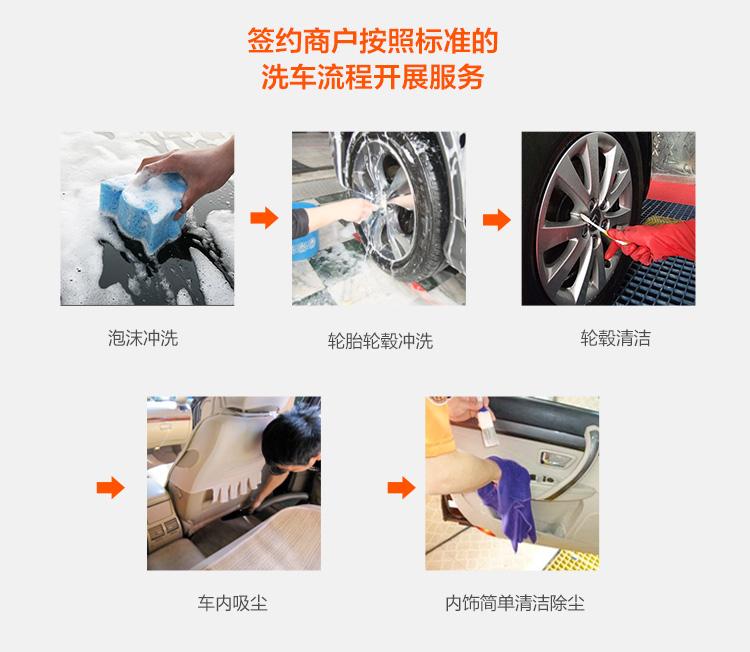 签约商户按照标准的
洗车流程开展服务
泡沫冲洗
轮胎轮毂冲洗
轮毂清洁
车内吸尘
内饰简单清洁除尘